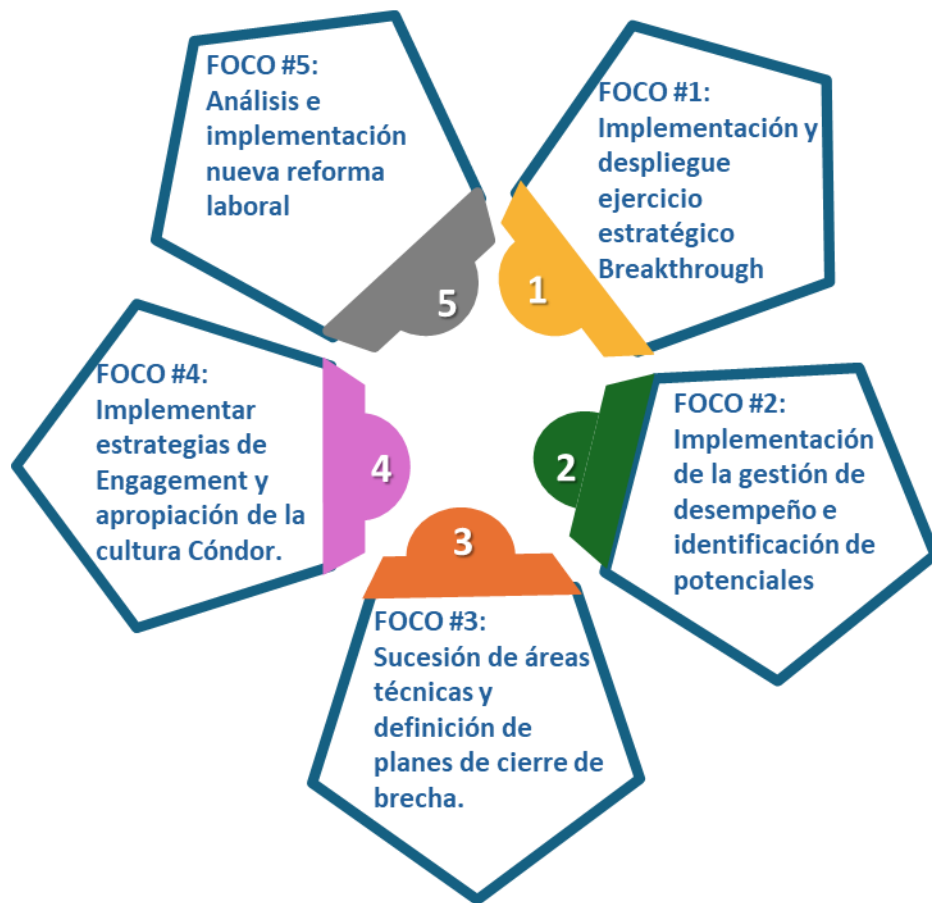 FOCO #1:
Implementación y
despliegue
ejercicio
estratégico
Breakthrough
1
FOCO #2:
Implementación
de la gestión de
desempeño e
identificación de
potenciales
2
FOCO #3:
Sucesión de áreas
técnicas y
definición de
planes de cierre de
brecha.
3
FOCO #4:
Implementar
estrategias de
Engagement y
apropiación de la
cultura Cóndor.
4
FOCO #5:
Análisis e
implementación
nueva reforma
laboral
5